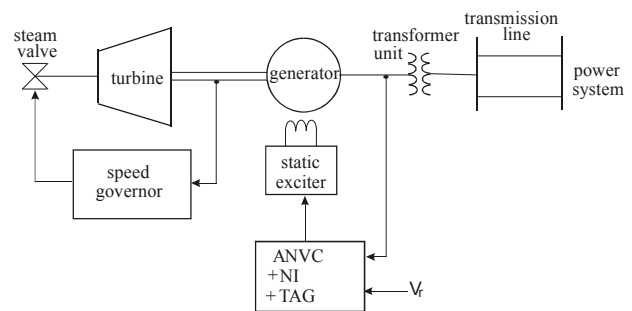 steam
valve
turbine
generator
transformer
unit
transmission
line
power
system
speed
governor
static
exciter
ANVC
+NI
+TAG
Vr